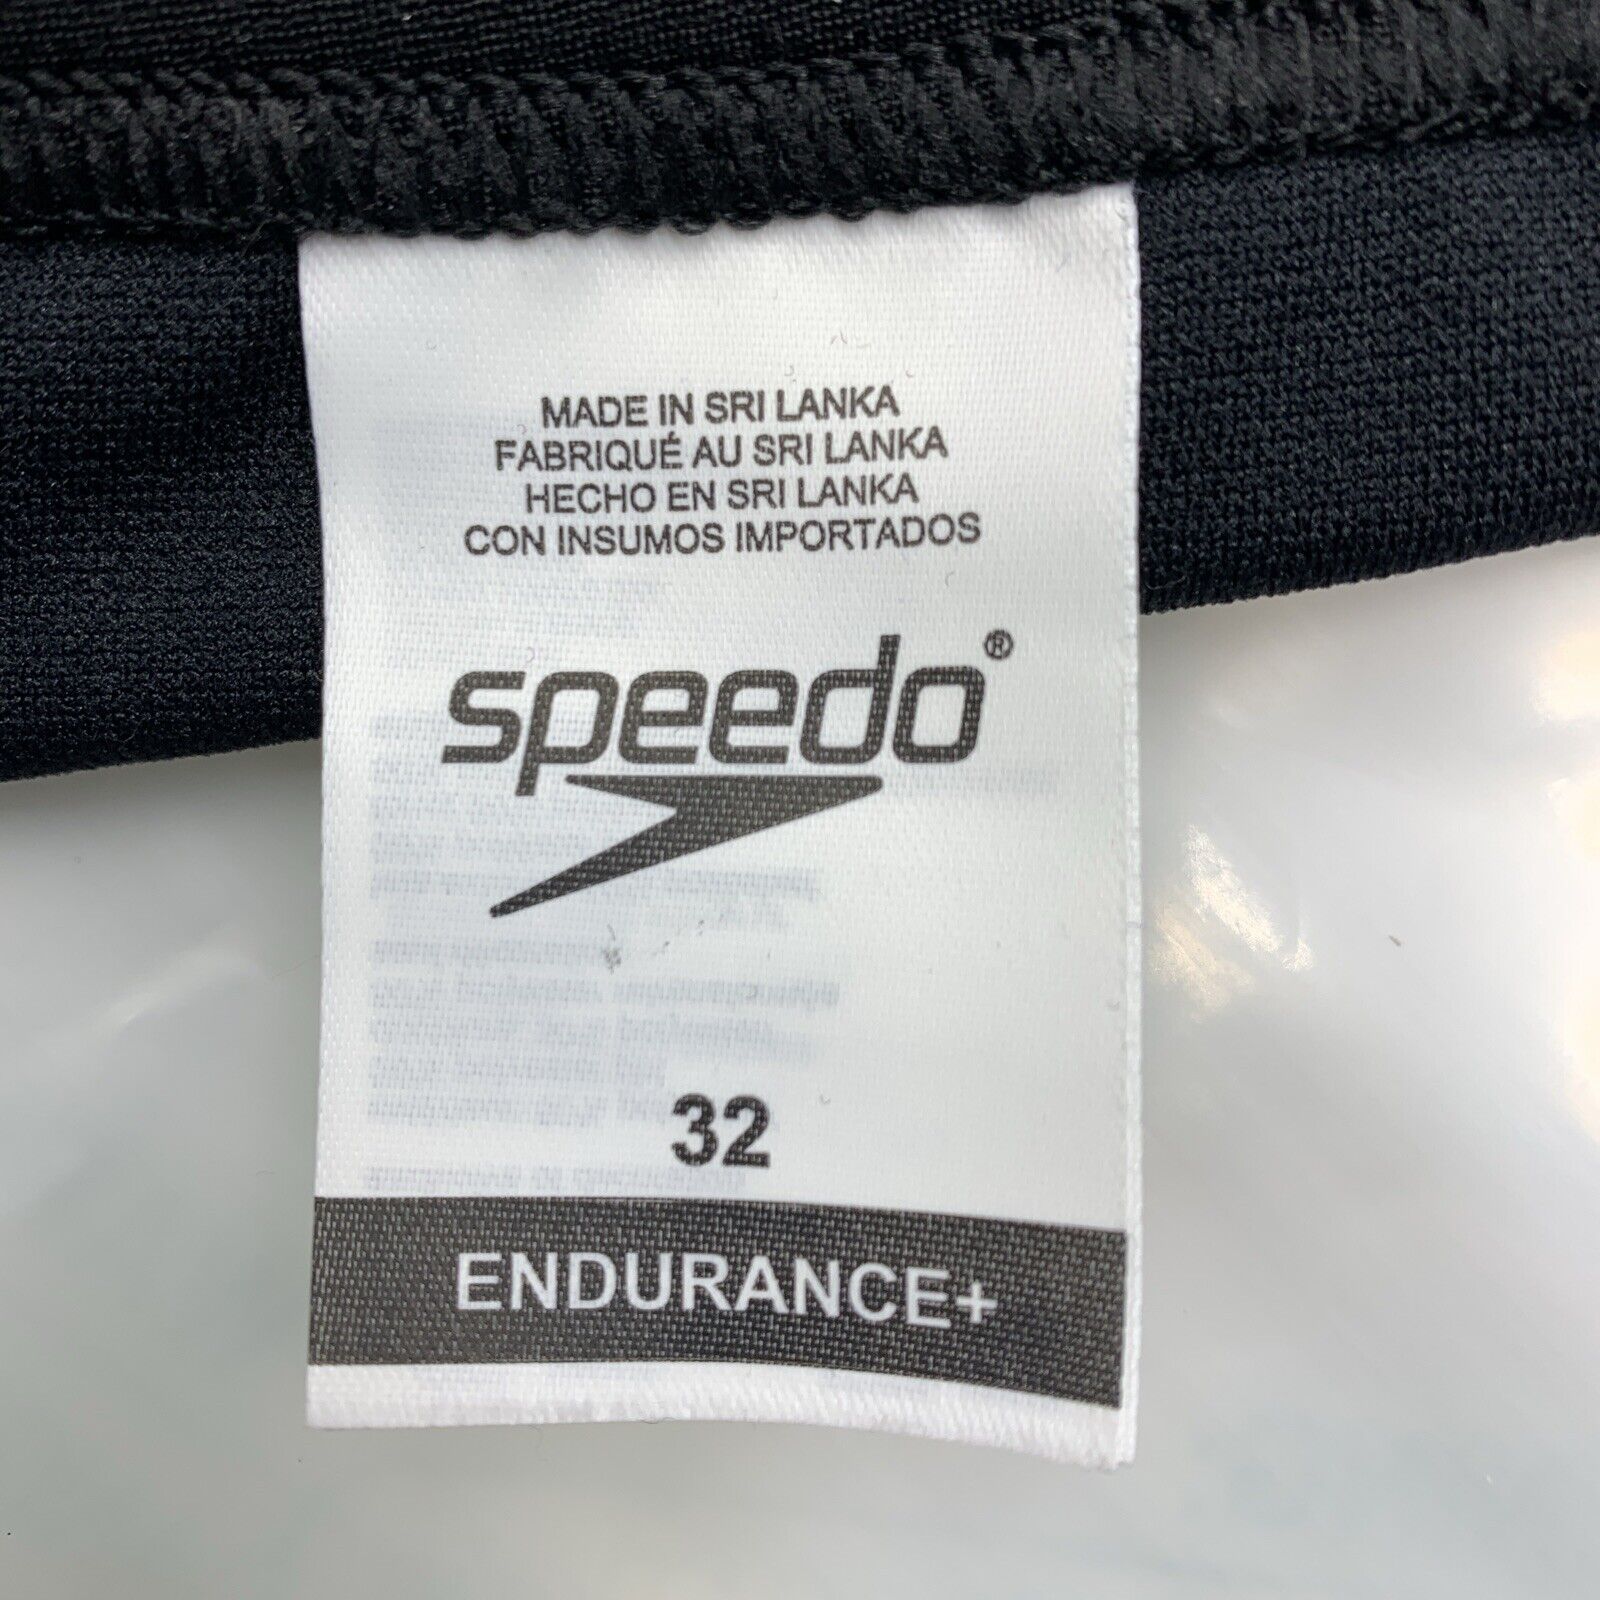 MADE IN SRI LANKA
FABRIQUÉ AU SRI LANKA
HECHO EN SRI LANKA
CON INSUMOS IMPORTADOS
speedo®
32
ENDURANCE+